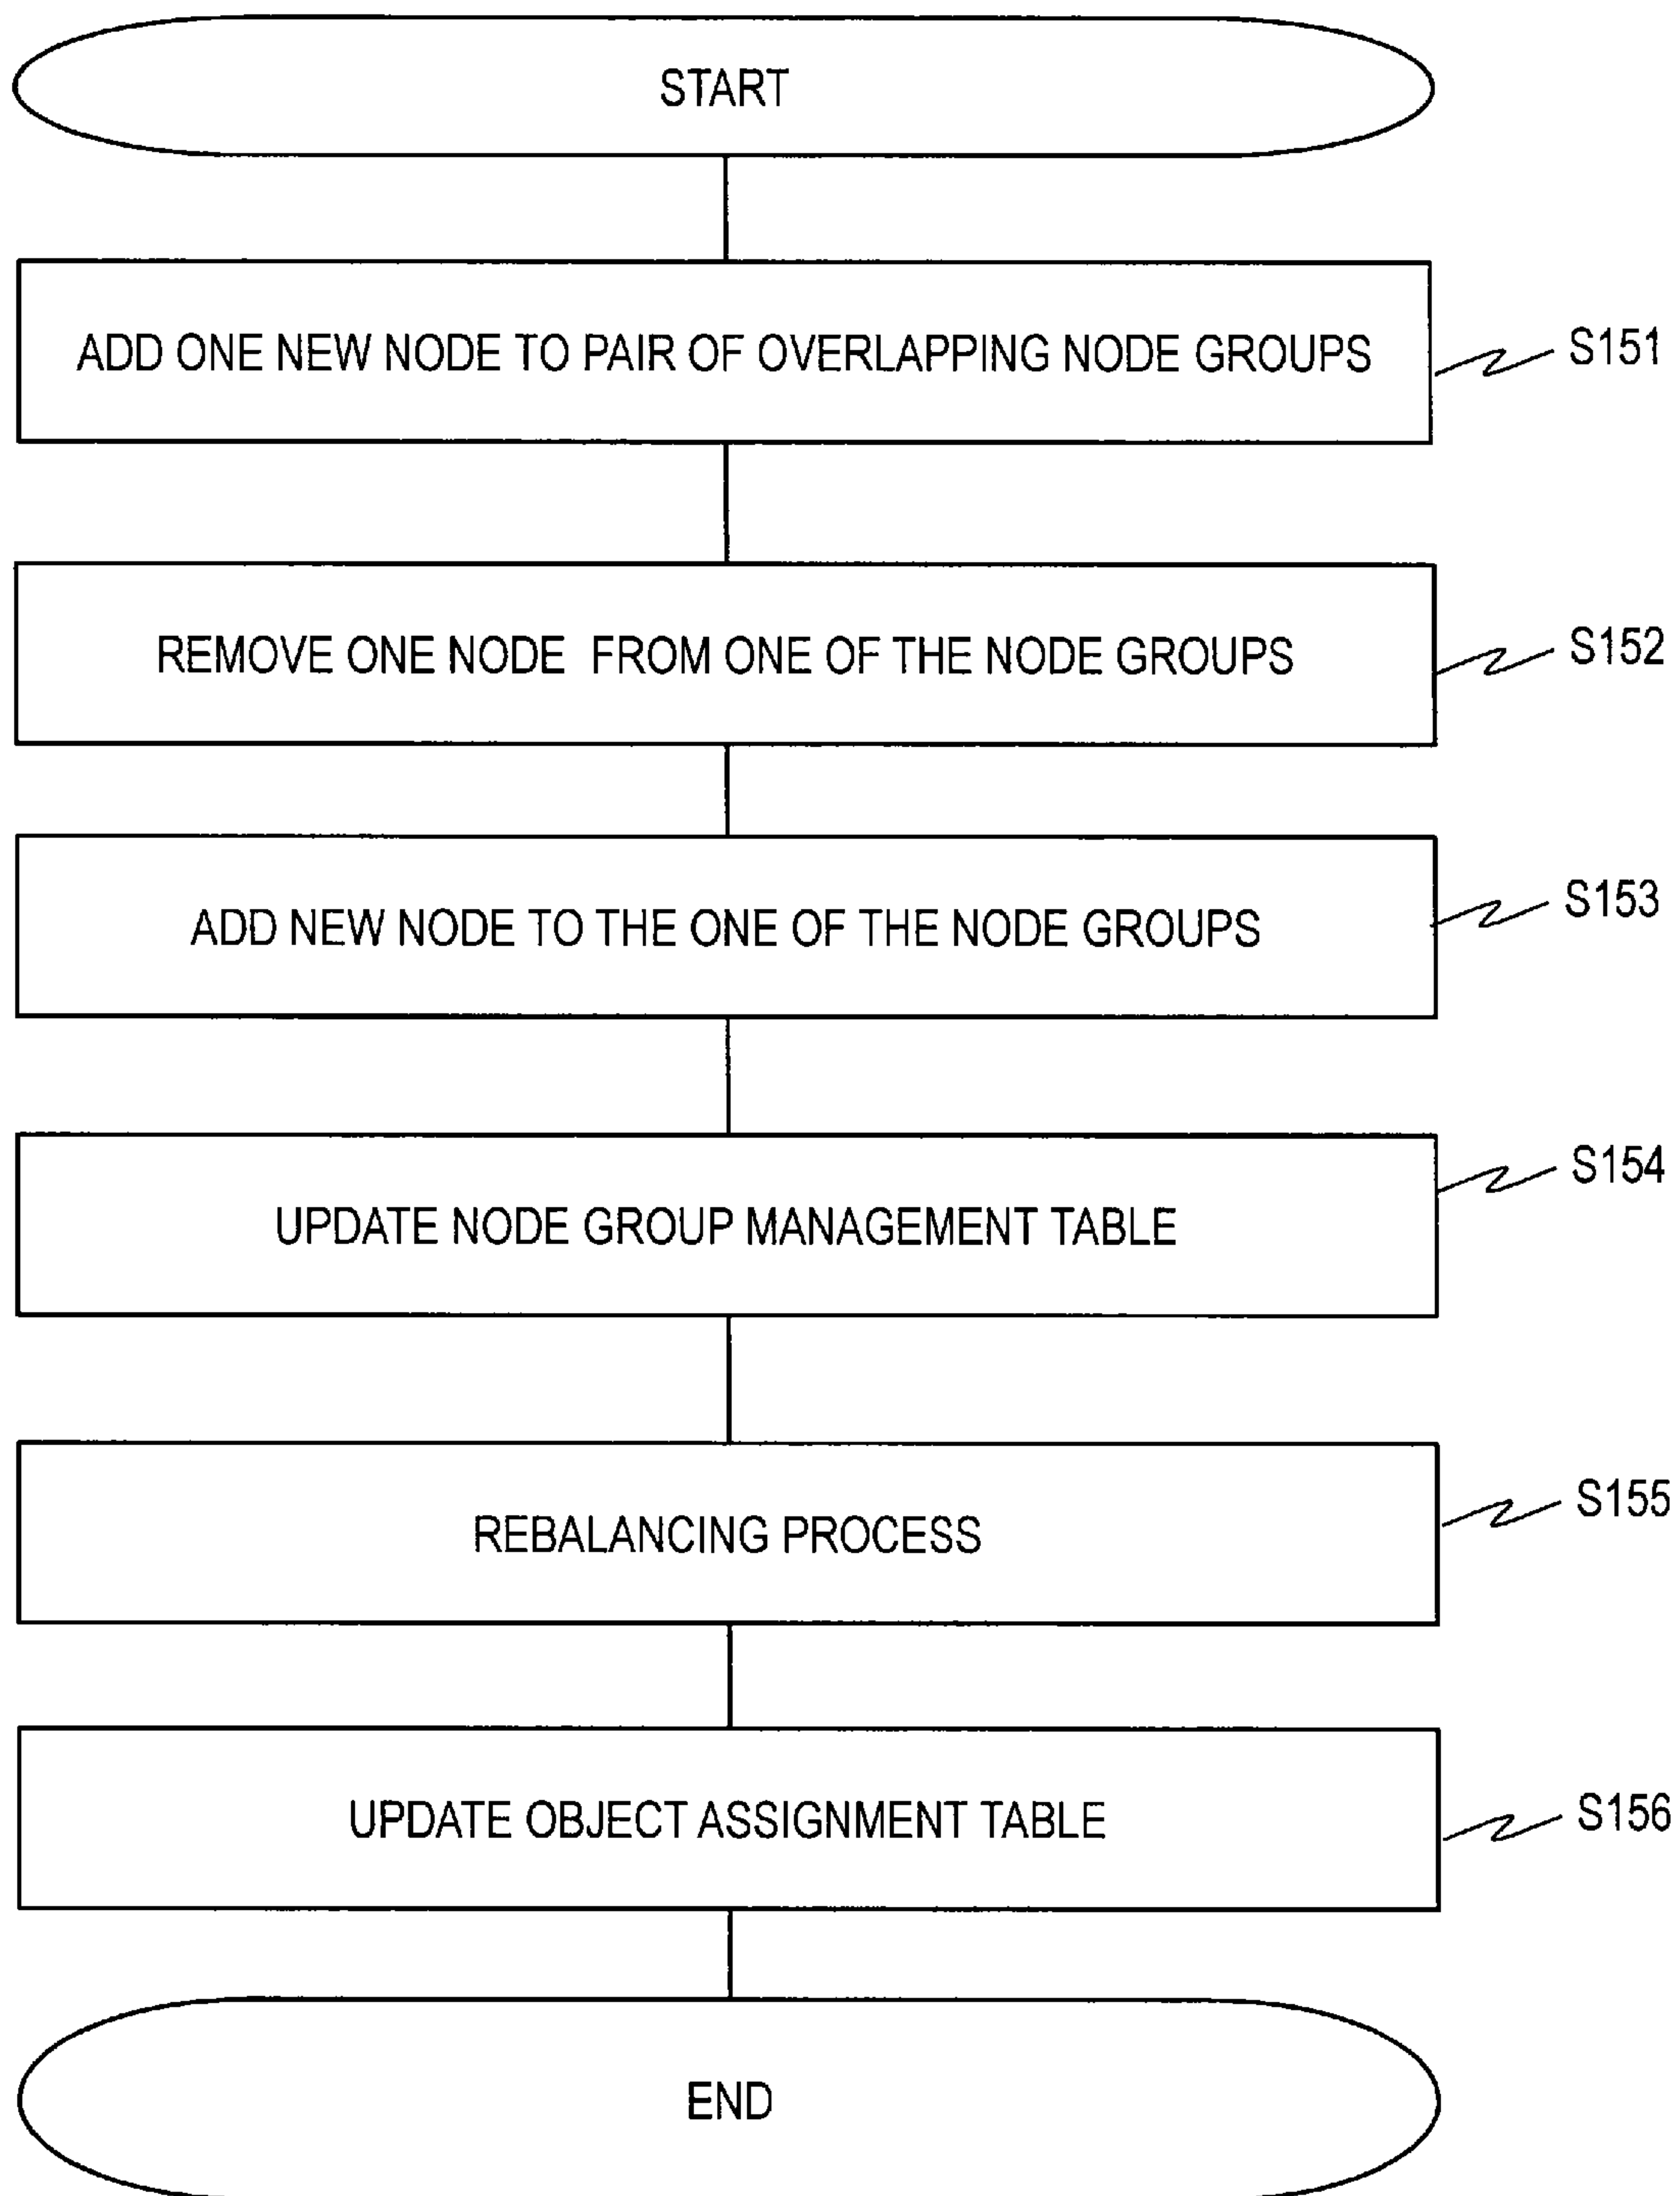 START
ADD ONE NEW NODE TO PAIR OF OVERLAPPING NODE GROUPS
S151
REMOVE ONE NODE FROM ONE OF THE NODE GROUPS
S152
ADD NEW NODE TO THE ONE OF THE NODE GROUPS
S153
UPDATE NODE GROUP MANAGEMENT TABLE
S154
REBALANCING PROCESS
S155
UPDATE OBJECT ASSIGNMENT TABLE
S156
END